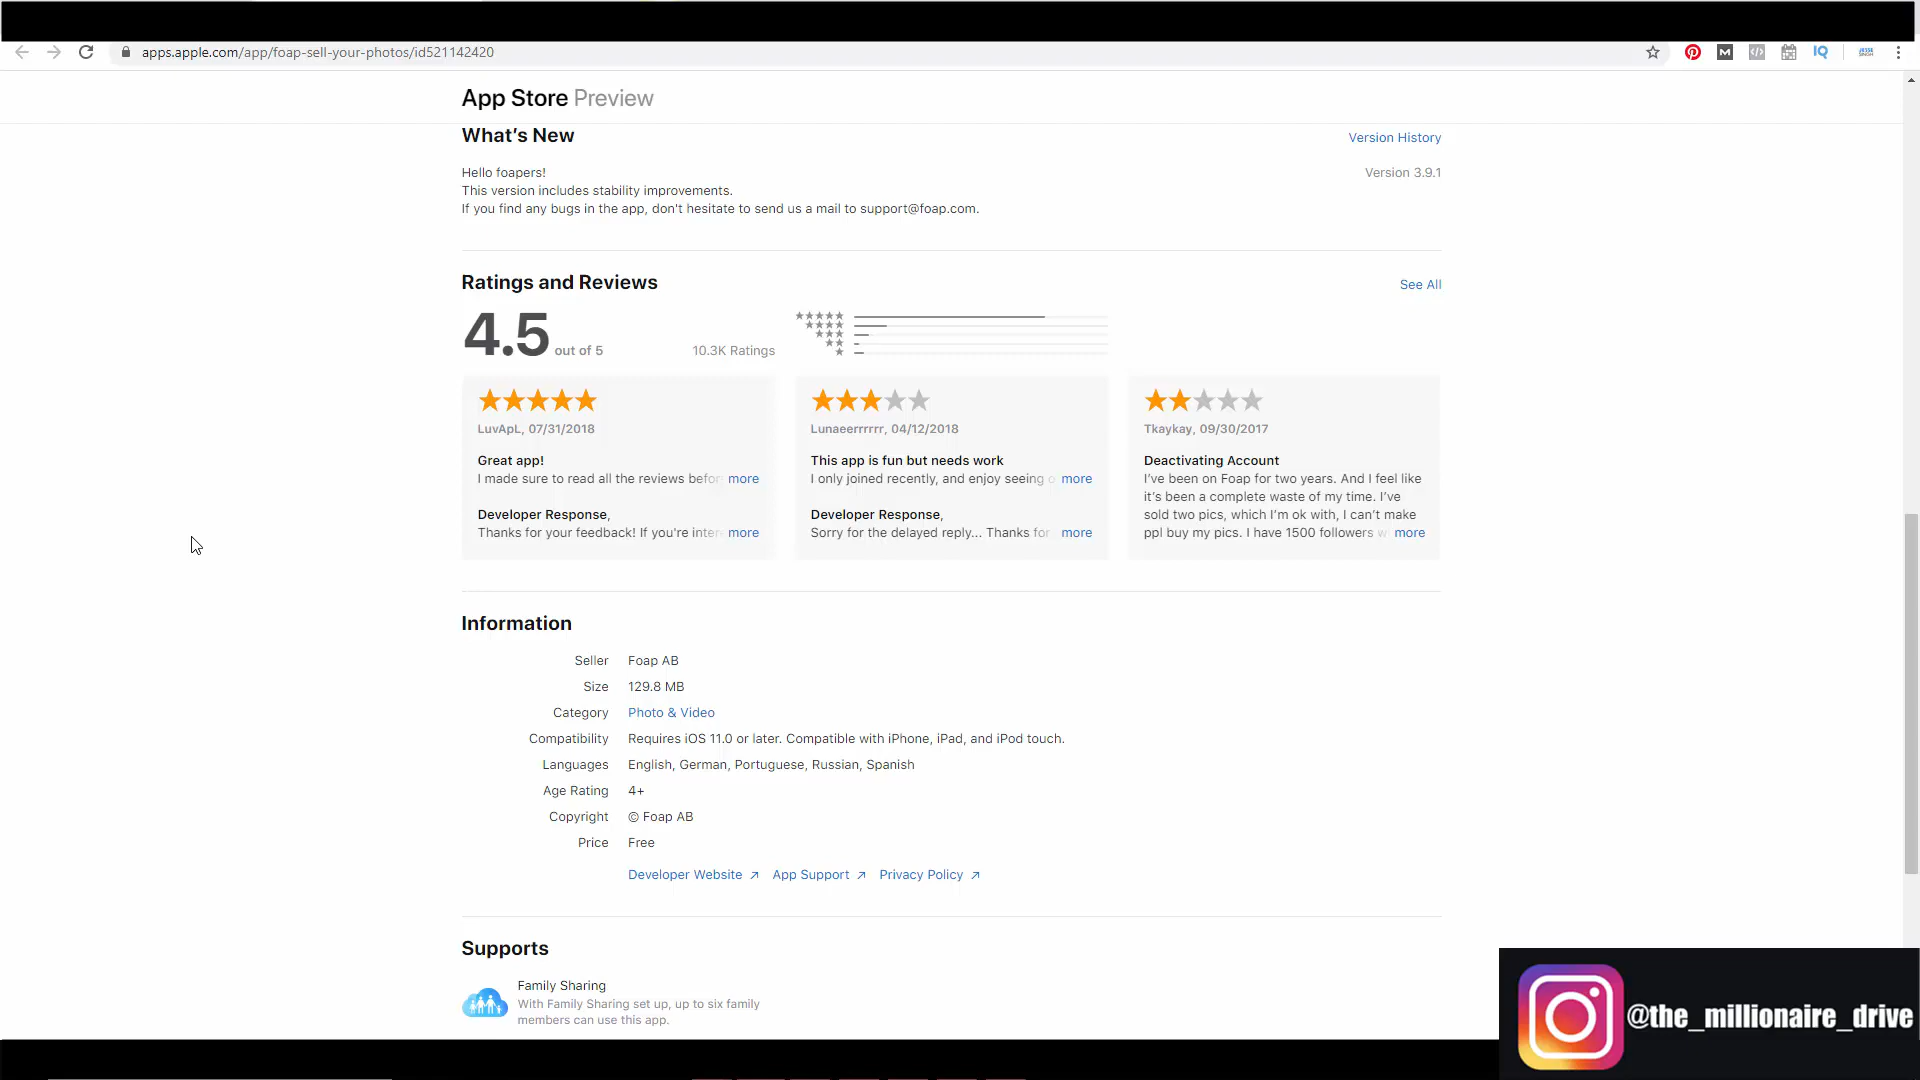 apps.apple.com/app/foap-sell-your-photos/id521142420
App Store Preview
What's New
Version History
Hello foapers!
Version 3.9.1
This version includes stability improvements.
If you find any bugs in the app, don't hesitate to send us a mail to support@foap.com.
Ratings and Reviews
See All
4.5 out of 5
10.3K Ratings
LuvApL, 07/31/2018
Great app!
I made sure to read all the reviews befor more
Developer Response,
Thanks for your feedback! If you're inter more
Lunaeerrrrrr, 04/12/2018
This app is fun but needs work
I only joined recently, and enjoy seeing o more
Developer Response,
Sorry for the delayed reply... Thanks for more
Tkaykay, 09/30/2017
Deactivating Account
I've been on Foap for two years. And I feel like
it's been a complete waste of my time. I've
sold two pics, which I'm ok with, I can't make
ppl buy my pics. I have 1500 followers w more
Information
Seller Foap AB
Size 129.8 MB
Category Photo & Video
Compatibility Requires iOS 11.0 or later. Compatible with iPhone, iPad, and iPod touch.
Languages English, German, Portuguese, Russian, Spanish
Age Rating 4+
Copyright © Foap AB
Price Free
Developer Website App Support Privacy Policy
Supports
Family Sharing
With Family Sharing set up, up to six family
members can use this app.
@the_millionaire_drive